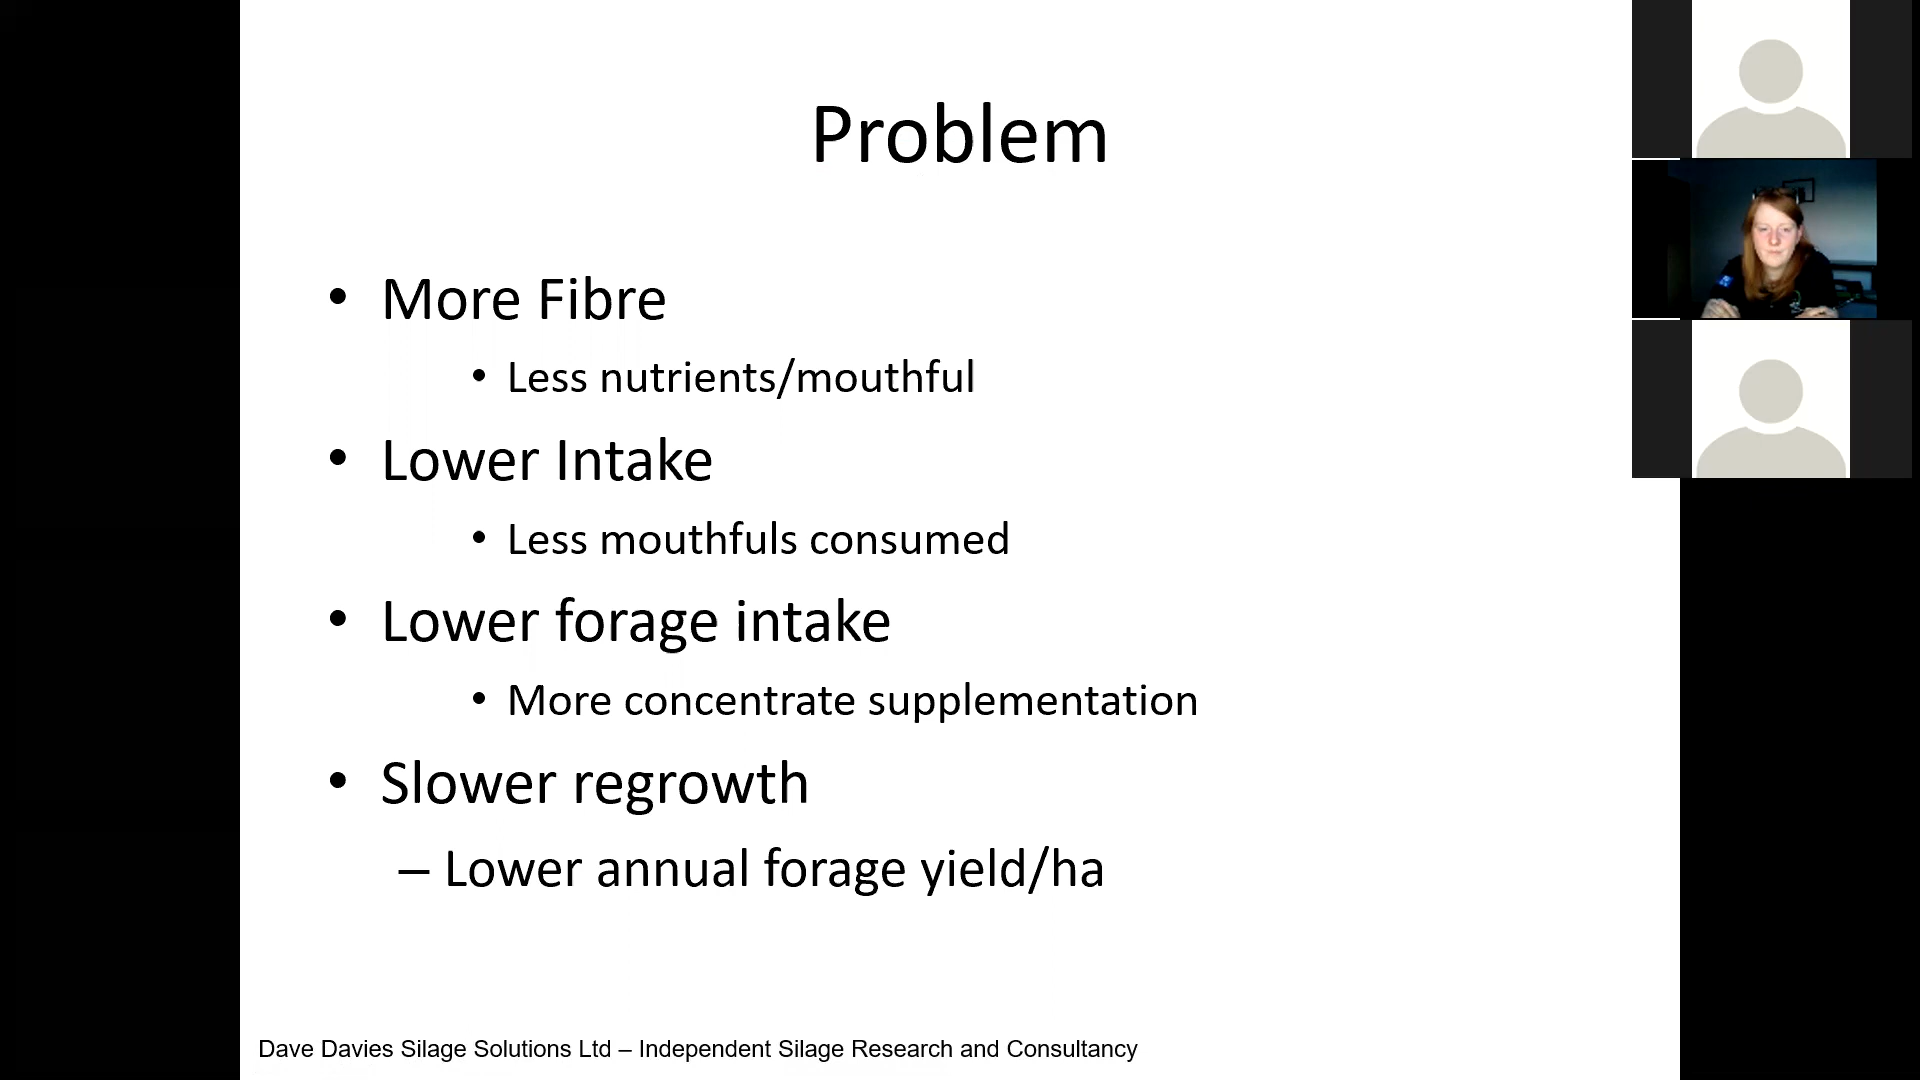 Problem
• More Fibre
• Less nutrients/mouthful
• Lower Intake
• Less mouthfuls consumed
• Lower forage intake
• More concentrate supplementation
• Slower regrowth
– Lower annual forage yield/ha
Dave Davies Silage Solutions Ltd – Independent Silage Research and Consultancy